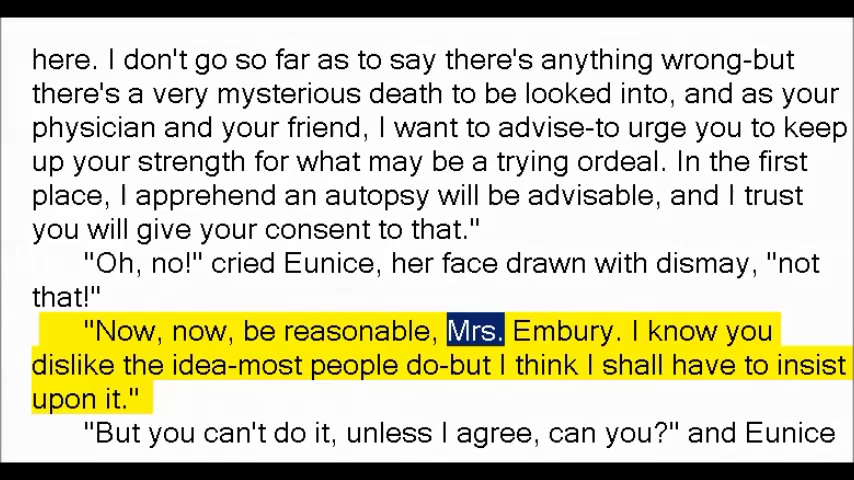 here. I don't go so far as to say there's anything wrong-but
there's a very mysterious death to be looked into, and as your
physician and your friend, I want to advise-to urge you to keep
up your strength for what may be a trying ordeal. In the first
place, I apprehend an autopsy will be advisable, and I trust
you will give your consent to that."
"Oh, no!" cried Eunice, her face drawn with dismay, "not
that!"
"Now, now, be reasonable, Mrs. Embury. I know you
dislike the idea-most people do-but I think I shall have to insist
upon it."
"But you can't do it, unless I agree, can you?" and Eunice